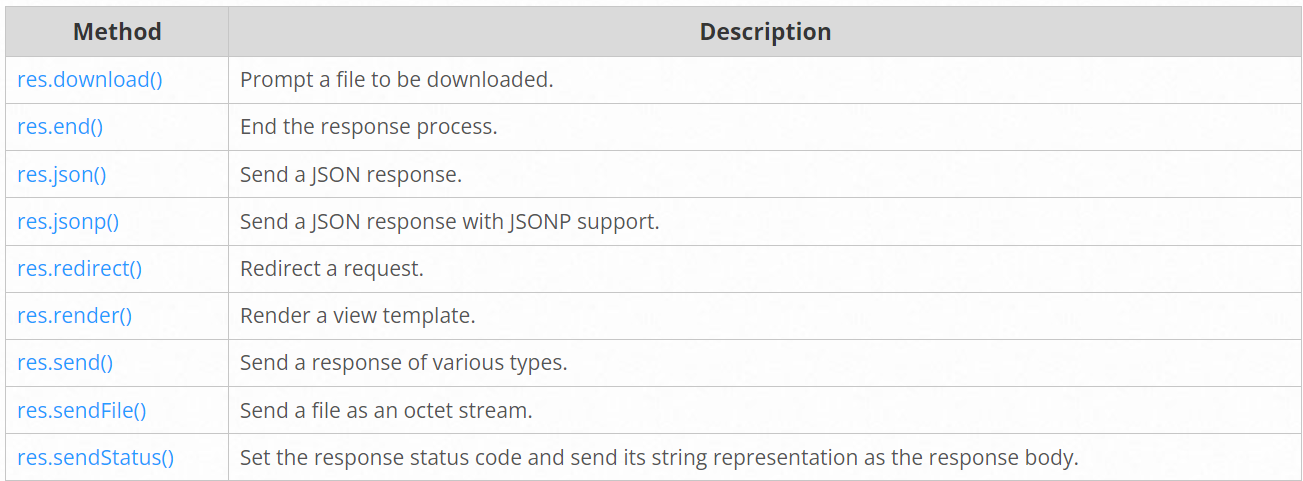 Method Description
res.download() Prompt a file to be downloaded.
res.end() End the response process.
res.json() Send a JSON response.
res.jsonp() Send a JSON response with JSONP support.
res.redirect() Redirect a request.
res.render() Render a view template.
res.send() Send a response of various types.
res.sendFile() Send a file as an octet stream.
res.sendStatus() Set the response status code and send its string representation as the response body.